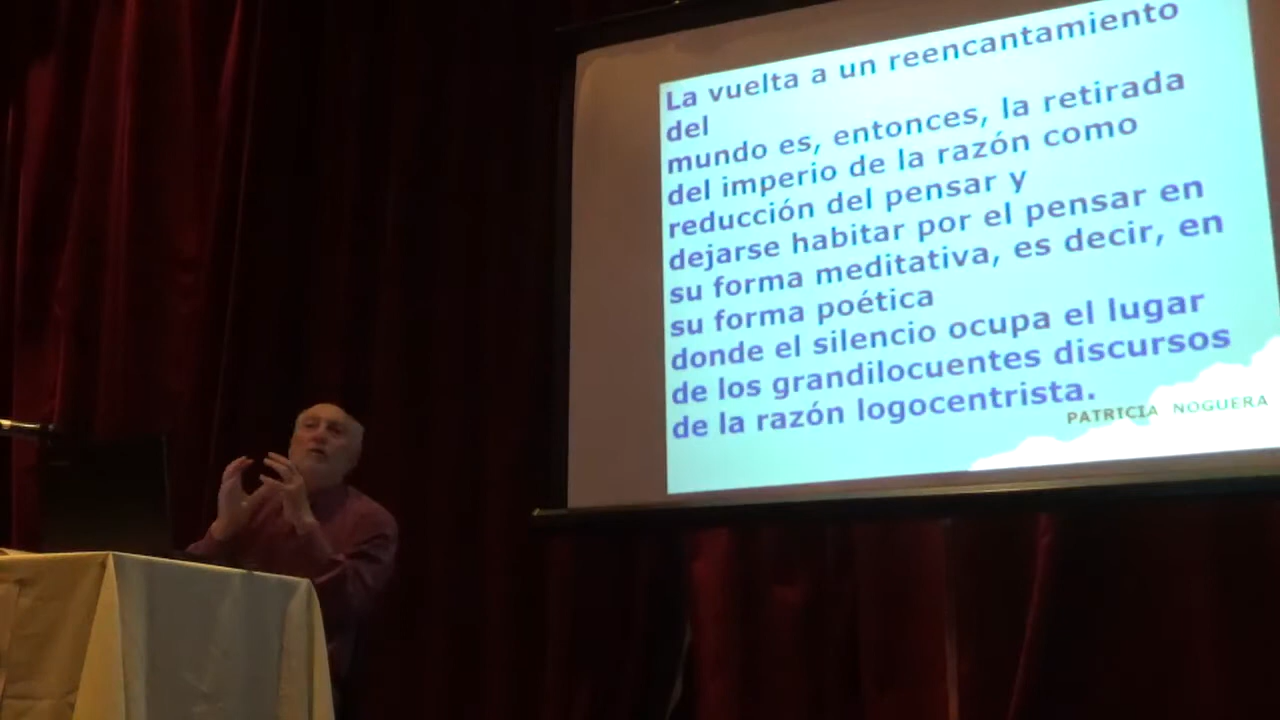 La vuelta a un reencantamiento
del
mundo es, entonces, la retirada
del imperio de la razón como
reducción del pensar y
dejarse habitar por el pensar en
su forma meditativa, es decir, en
su forma poética
donde el silencio ocupa el lugar
de los grandilocuentes discursos
de la razón logocentrista.
PATRICIA NOGUERA